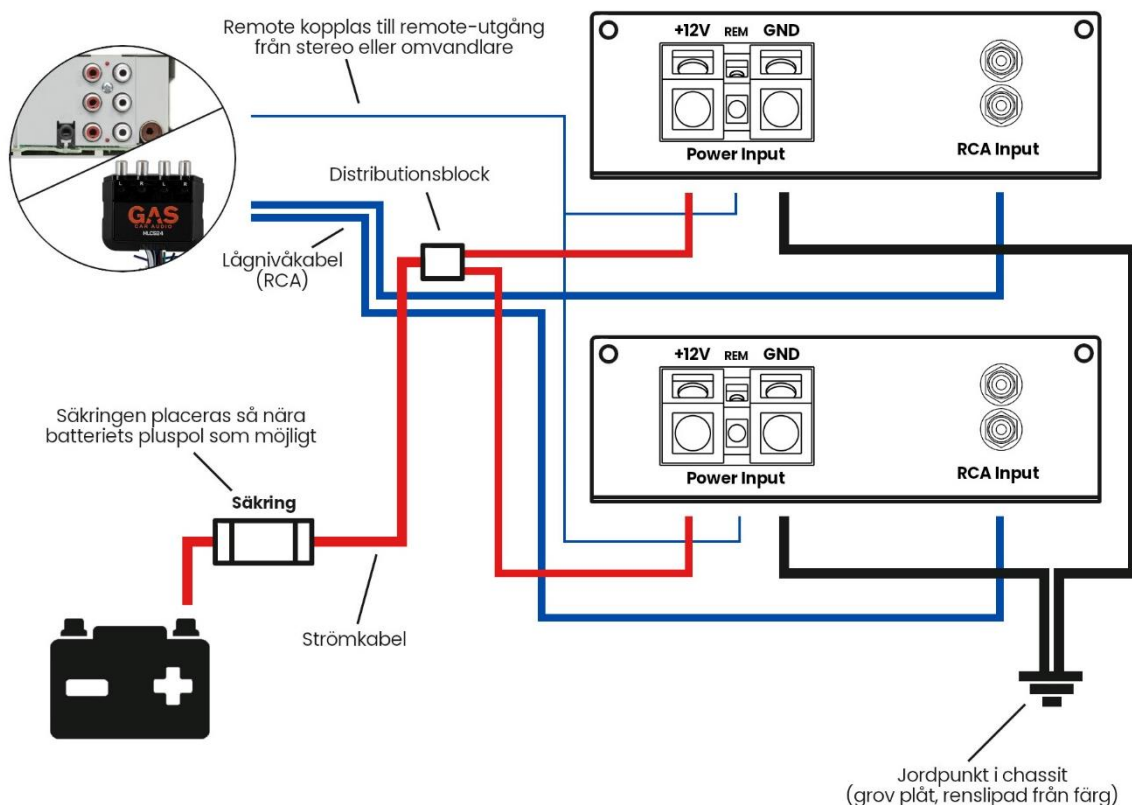 Remote kopplas till remote-utgång
från stereo eller omvandlare
+12V REM GND
Power Input
RCA Input
Distributionsblock
L R L R
GAS
CAR AUDIO
Lågnivåkabel
(RCA)
+12V REM GND
Power Input
RCA Input
Säkringen placeras så nära
batteriets pluspol som möjligt
Säkring
Strömkabel
Jordpunkt i chassit
(grov plåt, renslipad från färg)